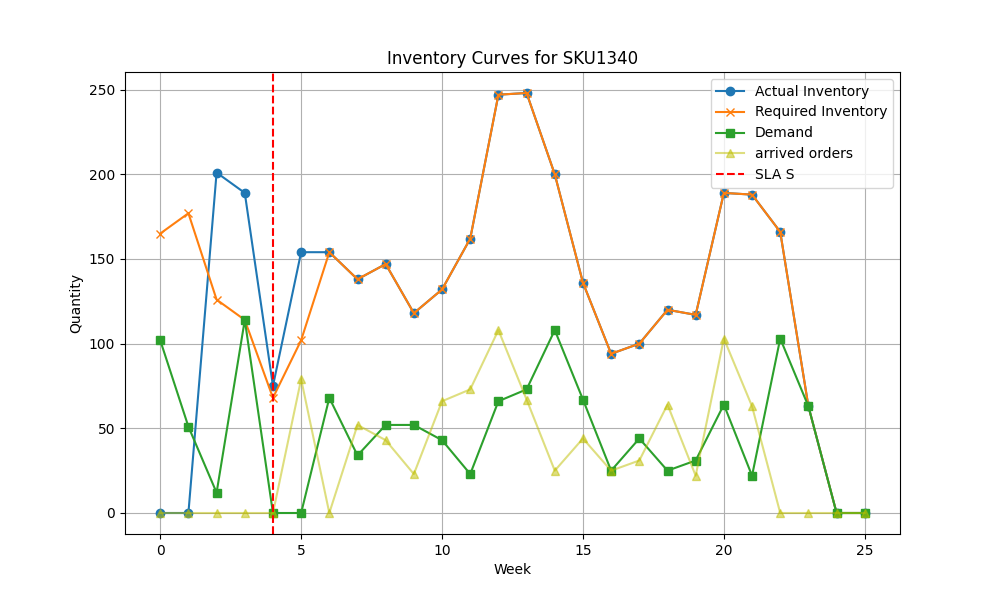 Inventory Curves for SKU1340
Actual Inventory
Required Inventory
Demand
arrived orders
SLA S
250
200
150
100
50
0
Quantity
0 5 10 15 20 25
Week